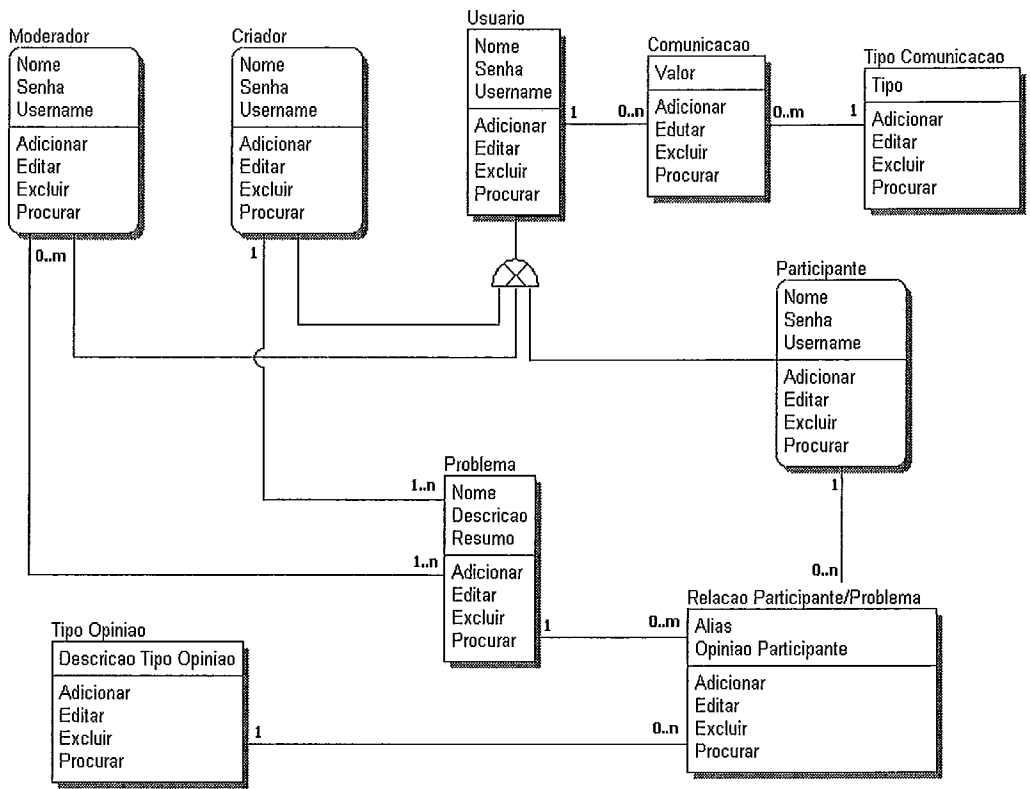 Moderador
Nome
Senha
Username
Adicionar
Editar
Excluir
Procurar
0..m
Criador
Nome
Senha
Username
Adicionar
Editar
Excluir
Procurar
1
Usuario
Nome
Senha
Username
Adicionar
Editar
Excluir
Procurar
1
0..n
Comunicacao
Valor
Adicionar
Edutar
Excluir
Procurar
0..m
1
Tipo Comunicacao
Tipo
Adicionar
Editar
Excluir
Procurar
Participante
Nome
Senha
Username
Adicionar
Editar
Excluir
Procurar
1
0..n
Problema
1..n
Nome
Descricao
Resumo
1..n
Adicionar
Editar
Excluir
Procurar
1
0..m
Relacao Participante/Problema
Alias
Opiniao Participante
Adicionar
Editar
Excluir
Procurar
0..n
Tipo Opiniao
Descricao Tipo Opiniao
Adicionar
Editar
Excluir
Procurar
1